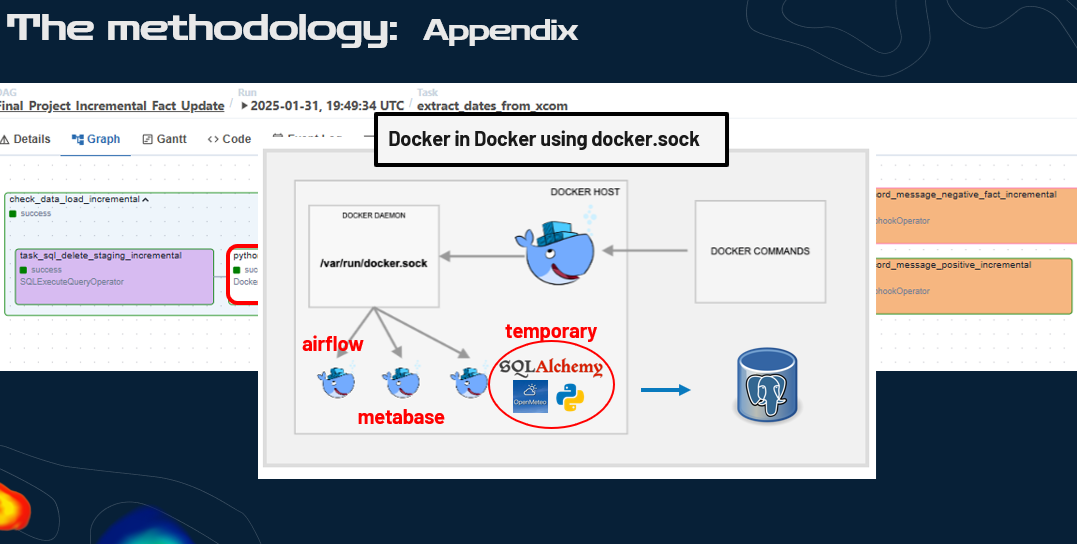 The methodology: Appendix
DAG
Final_Project_Incremental_Fact_Update / Run 2025-01-31, 19:49:34 UTC / Task extract_dates_from_xcom
Details Graph Gantt Code Event Log
Docker in Docker using docker.sock
check_data_load_incremental
success
task_sql_delete_staging_incremental
success
SQLExecuteQueryOperator
pytho
suc
Docke
DOCKER HOST
DOCKER DAEMON
/var/run/docker.sock
DOCKER COMMANDS
airflow
metabase
temporary
SQLAlchemy
OpenMeteo
ord_message_negative_fact_incremental
hookOperator
ord_message_positive_incremental
hookOperator